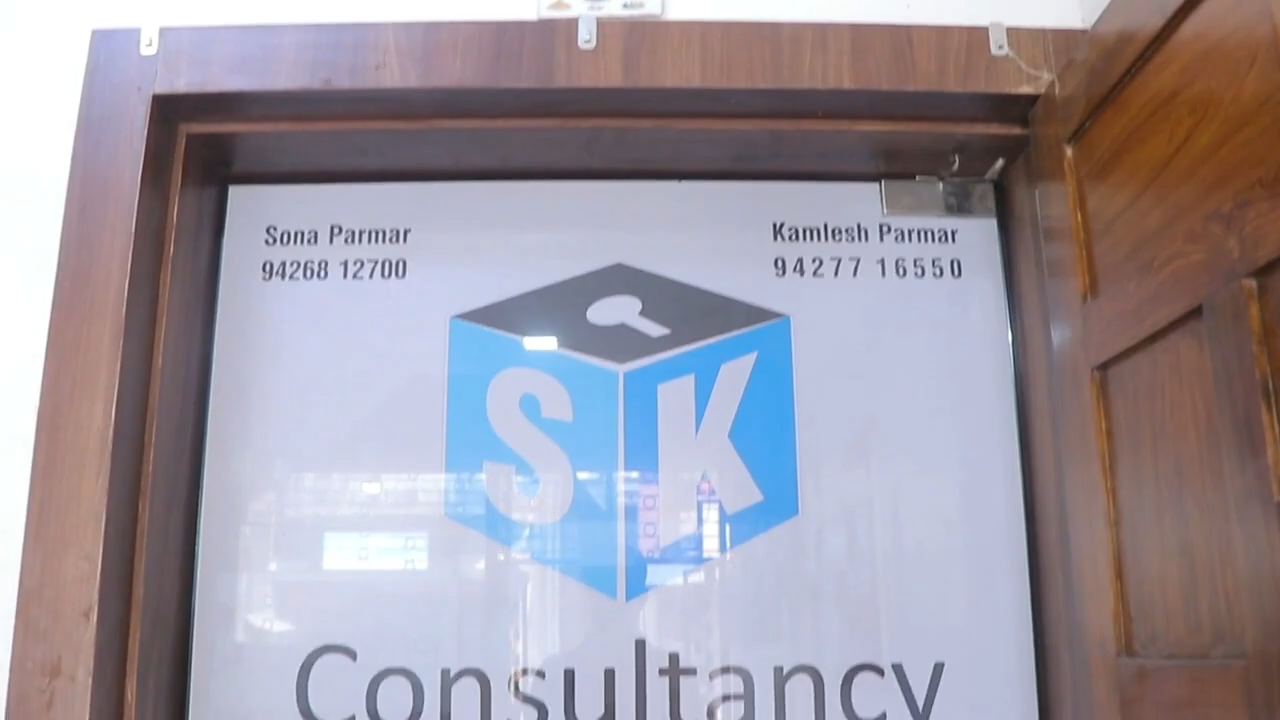 Sona Parmar
94268 12700
Kamlesh Parmar
94277 16550
SK
Consultancy